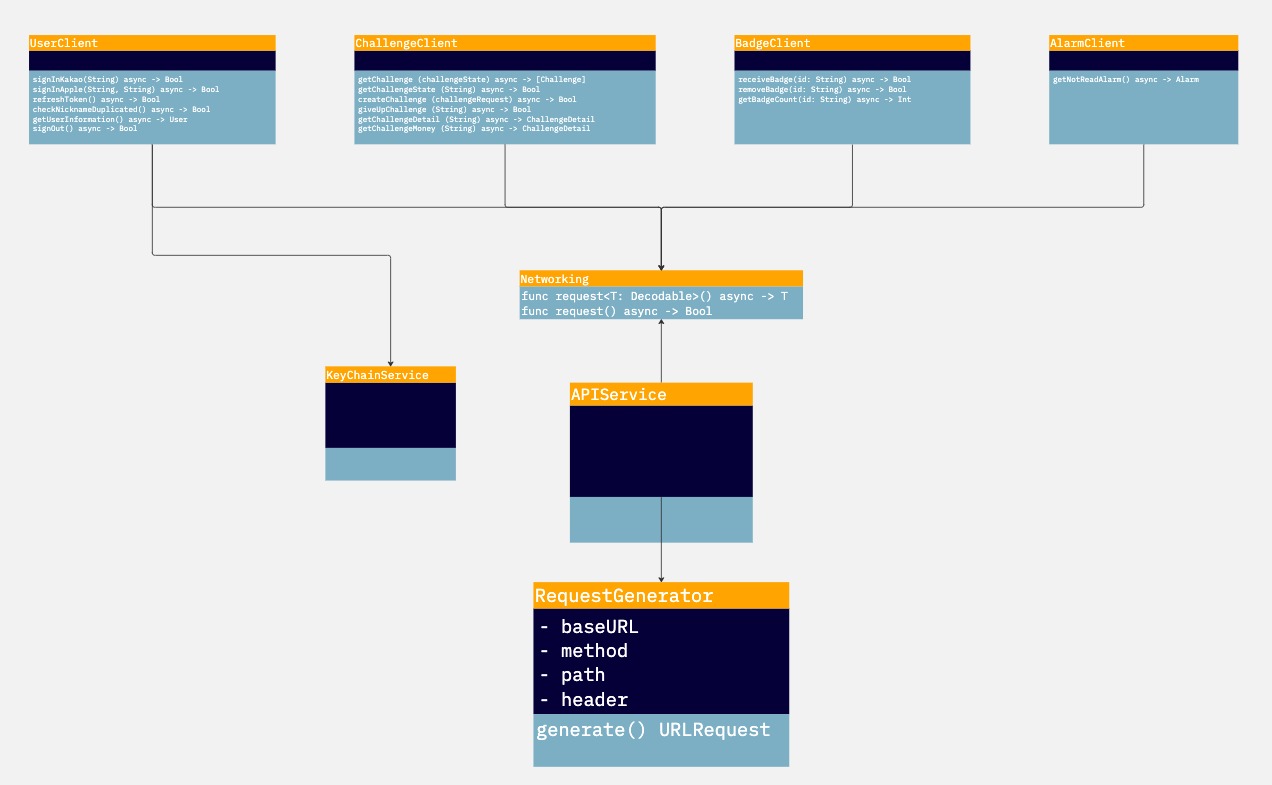 UserClient
signInKakao(String) async -> Bool
signInApple(String, String) async -> Bool
refreshToken() async -> Bool
checkNicknameDuplicated() async -> Bool
getUserInformation() async -> User
signOut() async -> Bool
ChallengeClient
getChallenge (challengeState) async -> [Challenge]
getChallengeState (String) async -> Bool
createChallenge (challengeRequest) async -> Bool
giveUpChallenge (String) async -> Bool
getChallengeDetail (String) async -> ChallengeDetail
getChallengeMoney (String) async -> ChallengeDetail
BadgeClient
receiveBadge(id: String) async -> Bool
removeBadge(id: String) async -> Bool
getBadgeCount(id: String) async -> Int
AlarmClient
getNotReadAlarm() async -> Alarm
Networking
func request<T: Decodable>() async -> T
func request() async -> Bool
KeyChainService
APIService
RequestGenerator
- baseURL
- method
- path
- header
generate() URLRequest